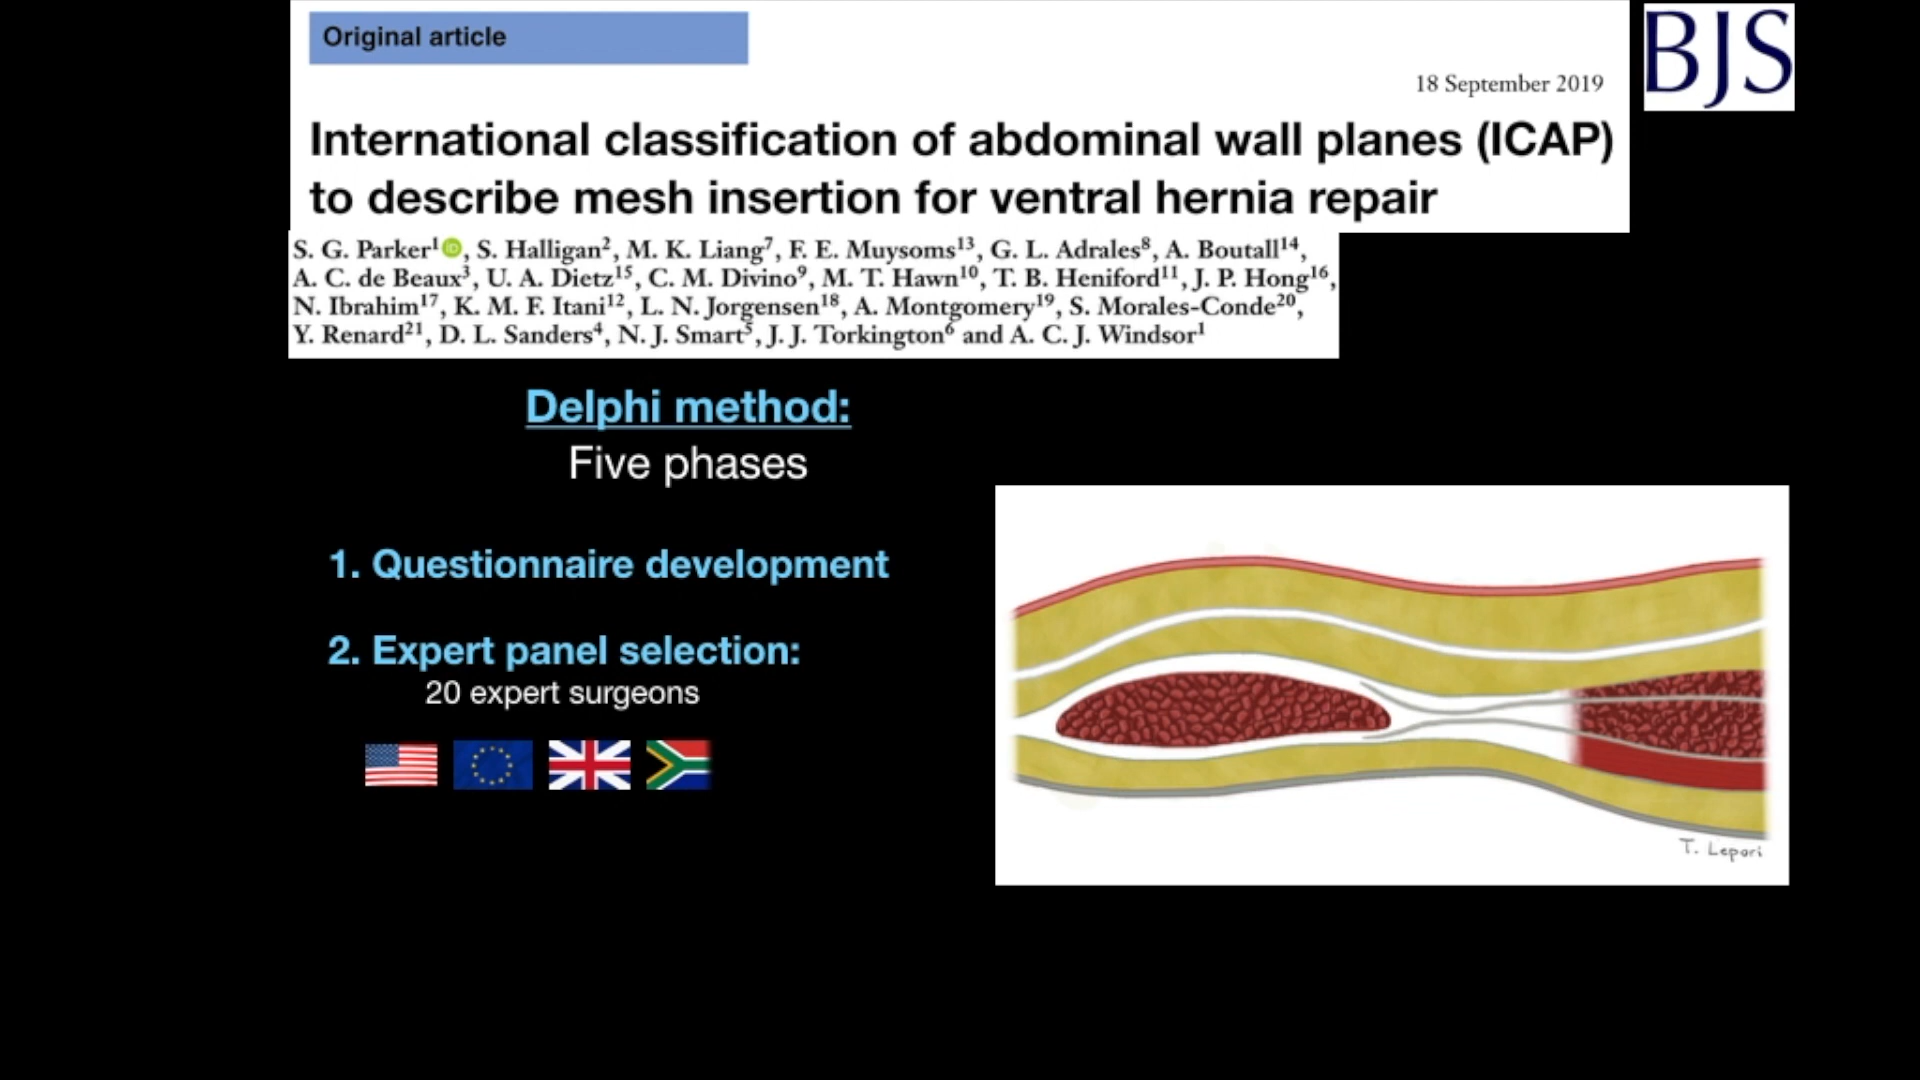 Original article
BJS
18 September 2019
International classification of abdominal wall planes (ICAP)
to describe mesh insertion for ventral hernia repair
S. G. Parker¹, S. Halligan², M. K. Liang⁷, F. E. Muysoms¹³, G. L. Adrales⁸, A. Boutall¹⁴,
A. C. de Beaux³, U. A. Dietz¹⁵, C. M. Divino⁹, M. T. Hawn¹⁰, T. B. Heniford¹¹, J. P. Hong¹⁶,
N. Ibrahim¹⁷, K. M. F. Itani¹², L. N. Jorgensen¹⁸, A. Montgomery¹⁹, S. Morales-Conde²⁰,
Y. Renard²¹, D. L. Sanders⁴, N. J. Smart⁵, J. J. Torkington⁶ and A. C. J. Windsor¹
Delphi method:
Five phases
1. Questionnaire development
2. Expert panel selection:
20 expert surgeons
T. Lepori